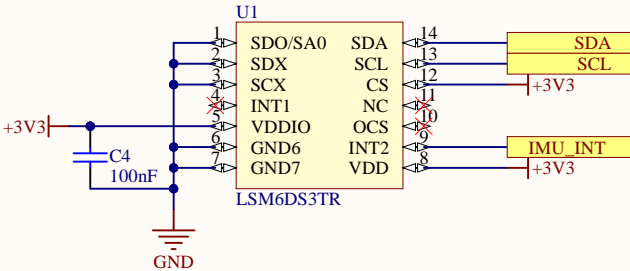 U1
1 SDO/SA0 SDA 14 SDA
2 SDX SCL 13 SCL
3 SCX CS 12 +3V3
4 INT1 NC 11
+3V3 5 VDDIO OCS 10
6 GND6 INT2 9 IMU_INT
7 GND7 VDD 8 +3V3
C4
100nF
LSM6DS3TR
GND